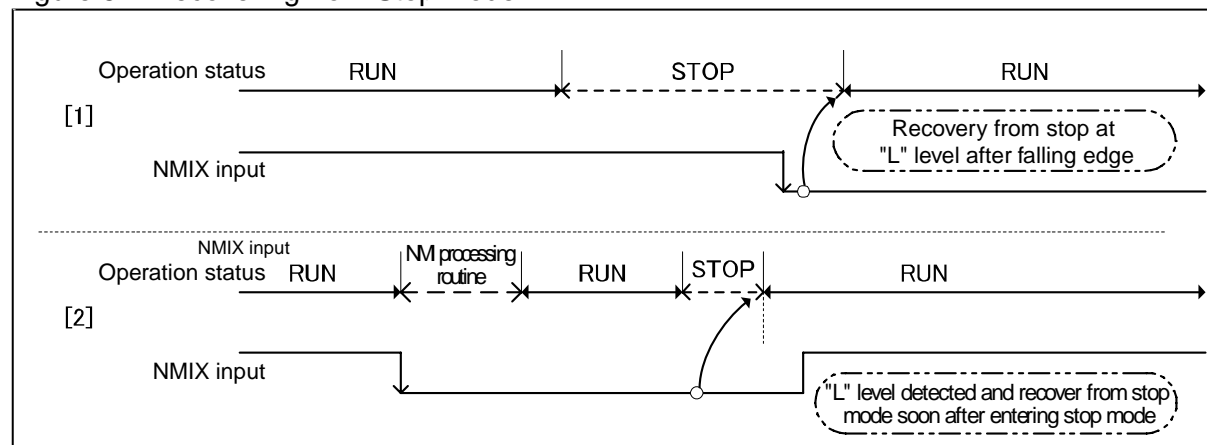 Operation status RUN STOP RUN
[1]
Recovery from stop at
"L" level after falling edge
NMIX input
NMIX input
Operation status RUN NMI processing routine RUN STOP RUN
[2]
NMIX input
"L" level detected and recover from stop
mode soon after entering stop mode